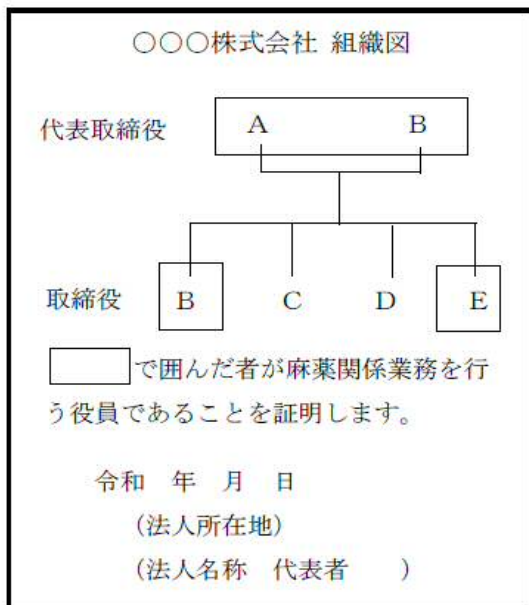 ○○○株式会社 組織図
代表取締役 A B
取締役 B C D E
で囲んだ者が麻薬関係業務を行
う役員であることを証明します。
令和 年 月 日
(法人所在地)
(法人名称 代表者 )